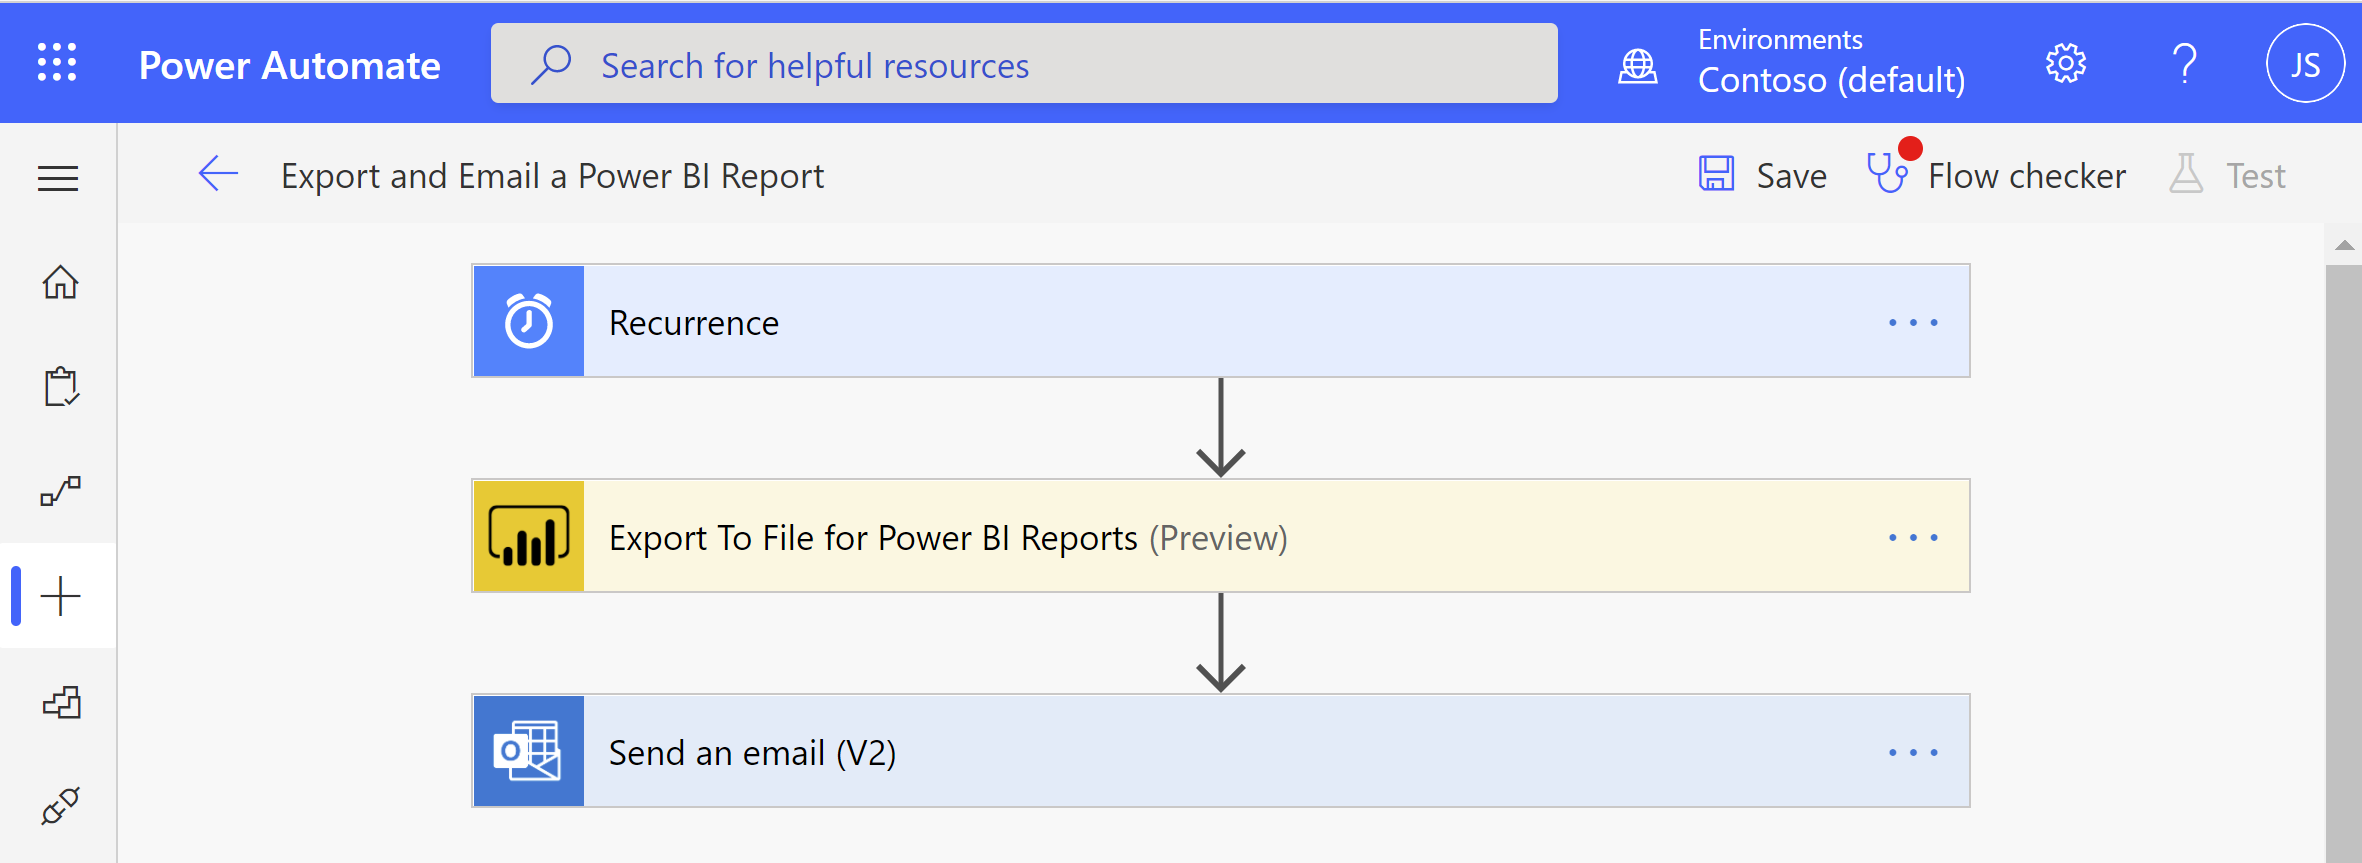 Power Automate
Search for helpful resources
Environments
Contoso (default)
JS
Export and Email a Power BI Report
Save
Flow checker
Test
Recurrence
Export To File for Power BI Reports (Preview)
Send an email (V2)